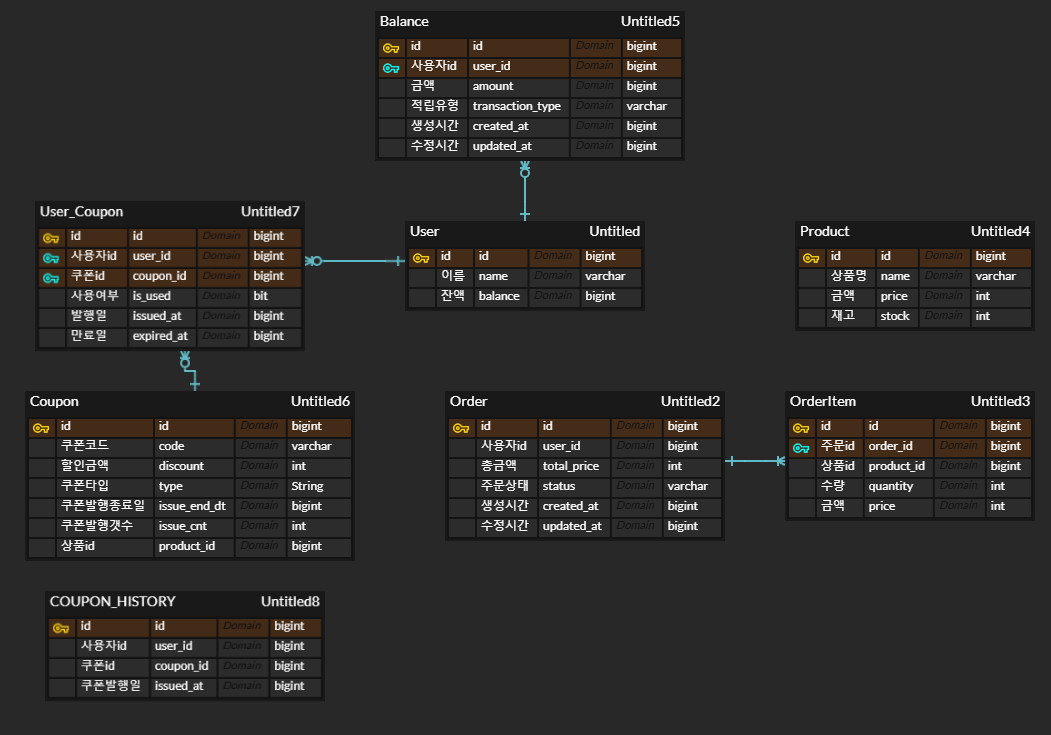 Balance Untitled5
id id Domain bigint
사용자id user_id Domain bigint
금액 amount Domain bigint
적립유형 transaction_type Domain varchar
생성시간 created_at Domain bigint
수정시간 updated_at Domain bigint
User_Coupon Untitled7
id id Domain bigint
사용자id user_id Domain bigint
쿠폰id coupon_id Domain bigint
사용여부 is_used Domain bit
발행일 issued_at Domain bigint
만료일 expired_at Domain bigint
User Untitled
id id Domain bigint
이름 name Domain varchar
잔액 balance Domain bigint
Product Untitled4
id id Domain bigint
상품명 name Domain varchar
금액 price Domain int
재고 stock Domain int
Coupon Untitled6
id id Domain bigint
쿠폰코드 code Domain varchar
할인금액 discount Domain int
쿠폰타입 type Domain String
쿠폰발행종료일 issue_end_dt Domain bigint
쿠폰발행갯수 issue_cnt Domain int
상품id product_id Domain bigint
Order Untitled2
id id Domain bigint
사용자id user_id Domain bigint
총금액 total_price Domain int
주문상태 status Domain varchar
생성시간 created_at Domain bigint
수정시간 updated_at Domain bigint
OrderItem Untitled3
id id Domain bigint
주문id order_id Domain bigint
상품id product_id Domain bigint
수량 quantity Domain int
금액 price Domain int
COUPON_HISTORY Untitled8
id id Domain bigint
사용자id user_id Domain bigint
쿠폰id coupon_id Domain bigint
쿠폰발행일 issued_at Domain bigint